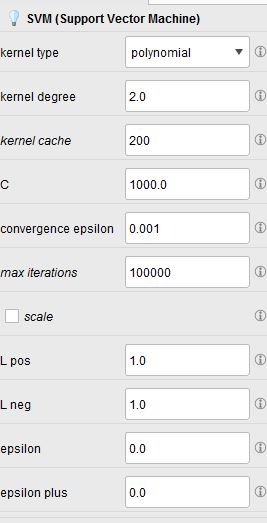 SVM (Support Vector Machine)
kernel type polynomial
kernel degree 2.0
kernel cache 200
C 1000.0
convergence epsilon 0.001
max iterations 100000
scale
L pos 1.0
L neg 1.0
epsilon 0.0
epsilon plus 0.0